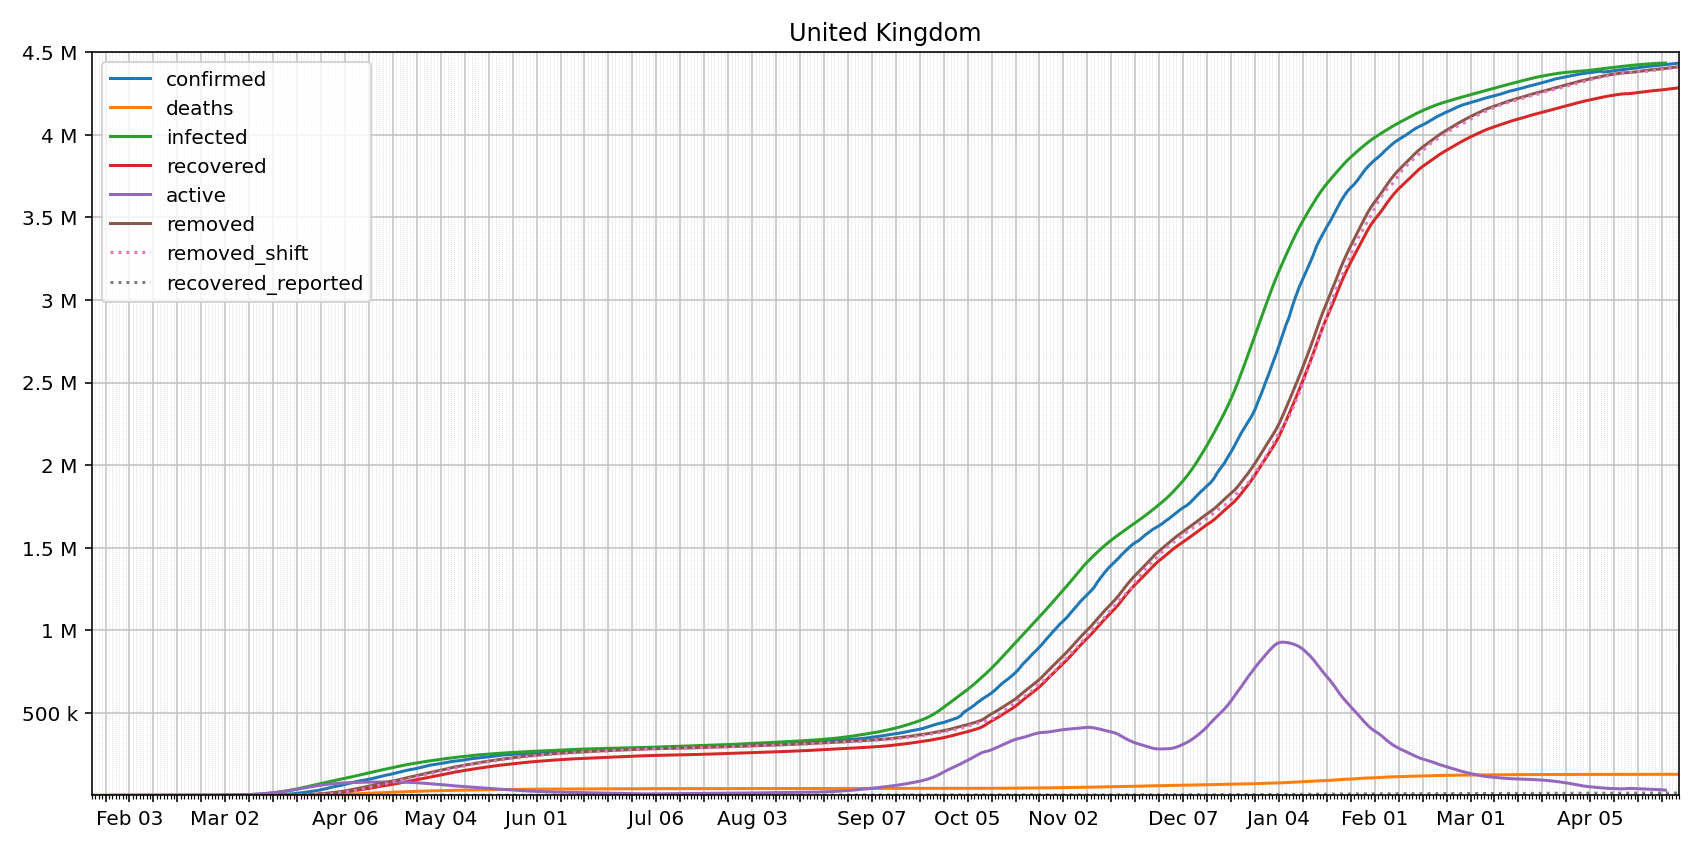 United Kingdom
4.5 M
4 M
3.5 M
3 M
2.5 M
2 M
1.5 M
1 M
500 k
confirmed
deaths
infected
recovered
active
removed
removed_shift
recovered_reported
Feb 03 Mar 02 Apr 06 May 04 Jun 01 Jul 06 Aug 03 Sep 07 Oct 05 Nov 02 Dec 07 Jan 04 Feb 01 Mar 01 Apr 05